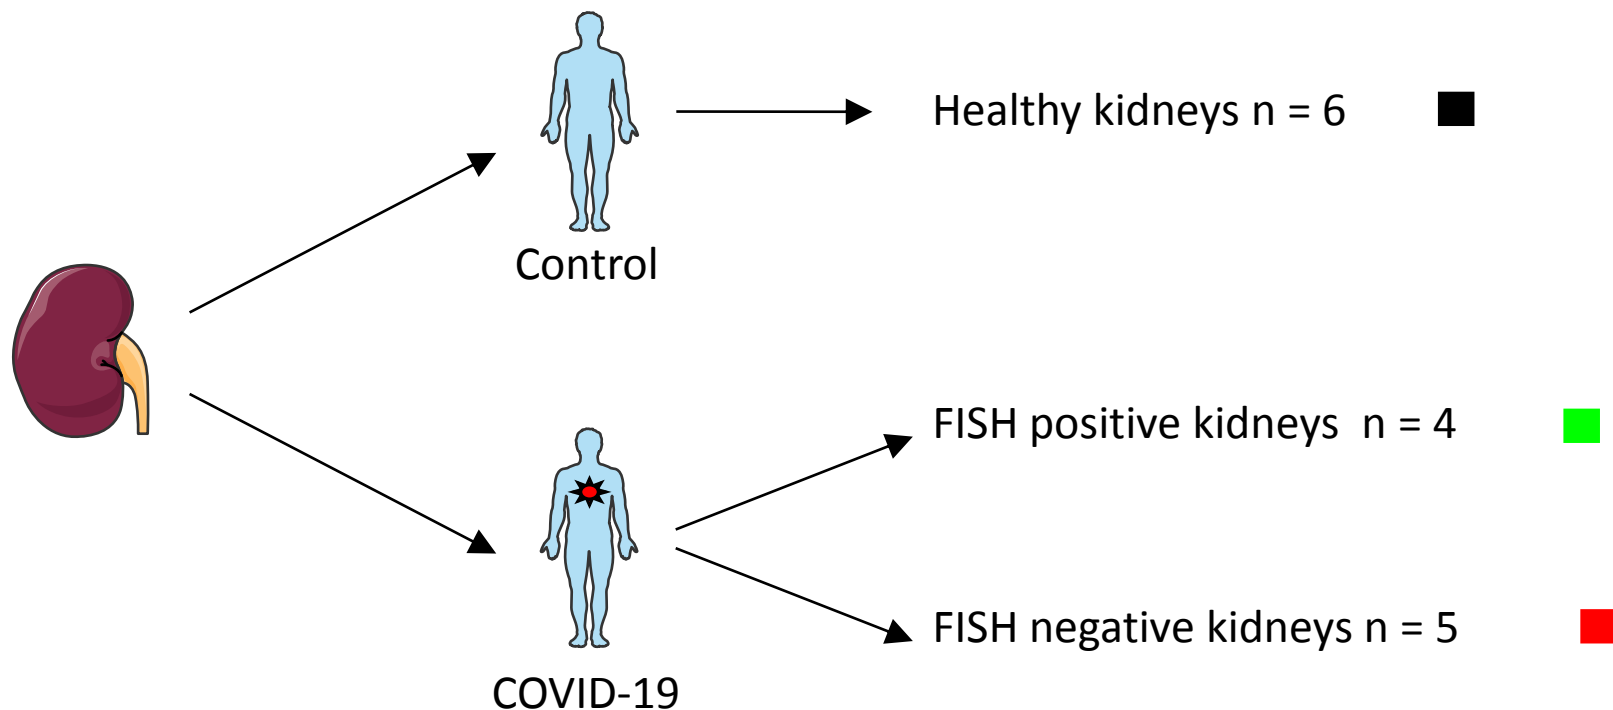 Healthy kidneys n = 6
Control
FISH positive kidneys  n = 4
FISH negative kidneys n = 5
COVID-19